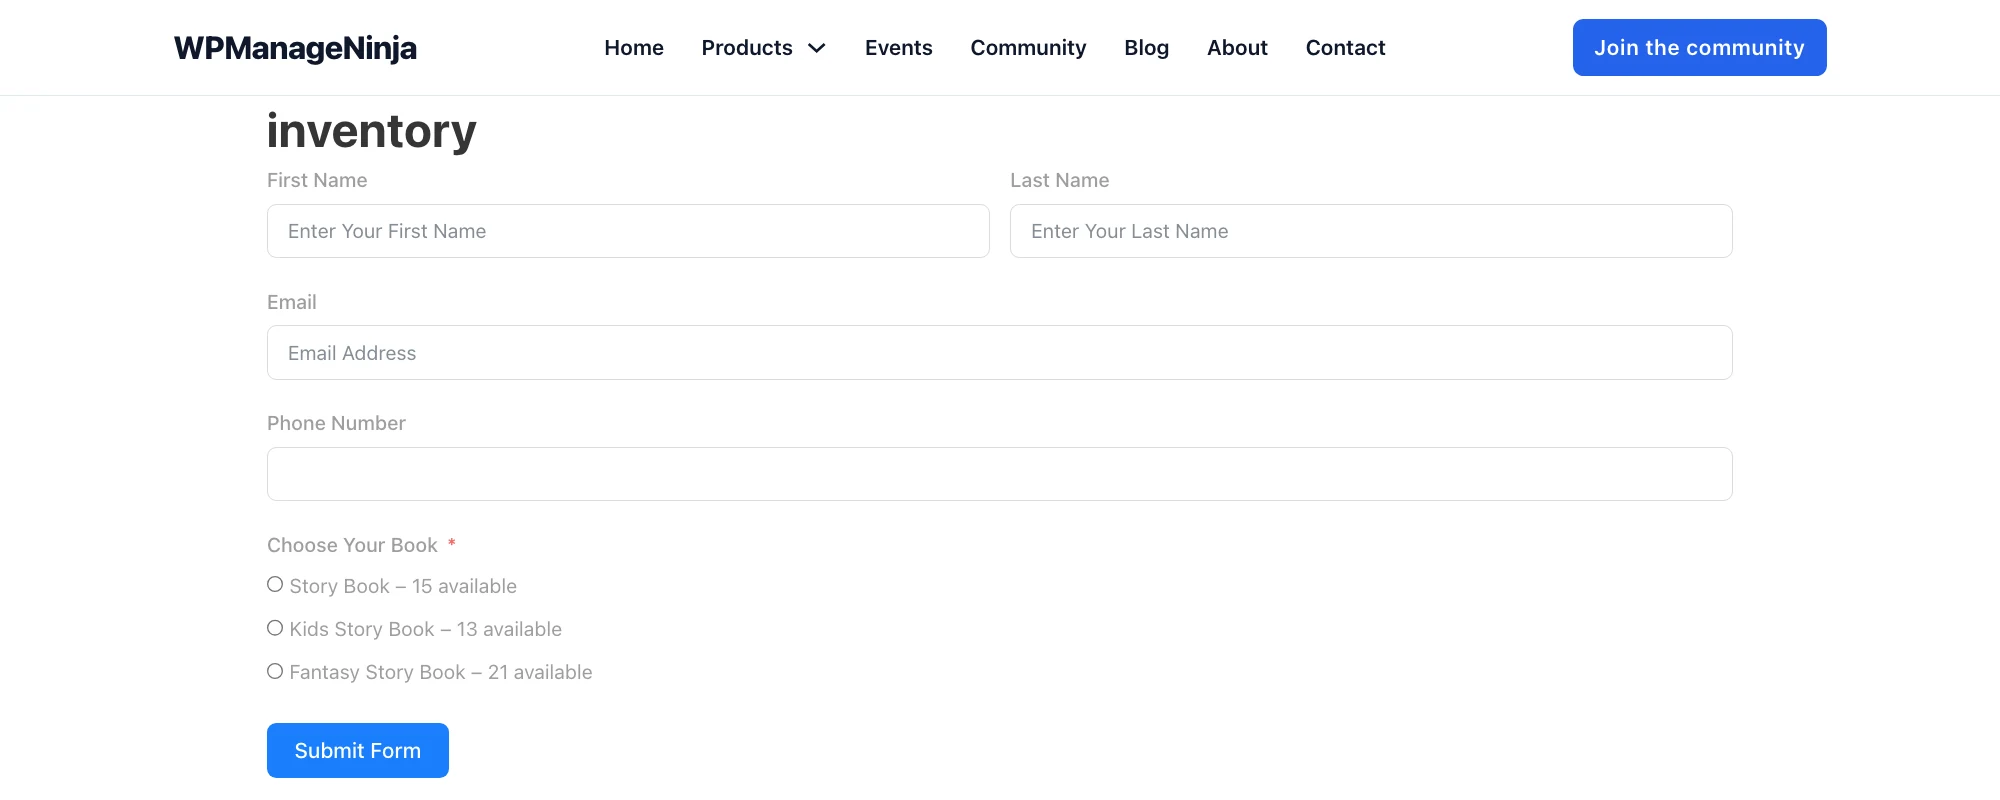 WPManageNinja Home Products Events Community Blog About Contact Join the community
inventory
First Name Last Name
Enter Your First Name Enter Your Last Name
Email
Email Address
Phone Number
Choose Your Book *
Story Book – 15 available
Kids Story Book – 13 available
Fantasy Story Book – 21 available
Submit Form